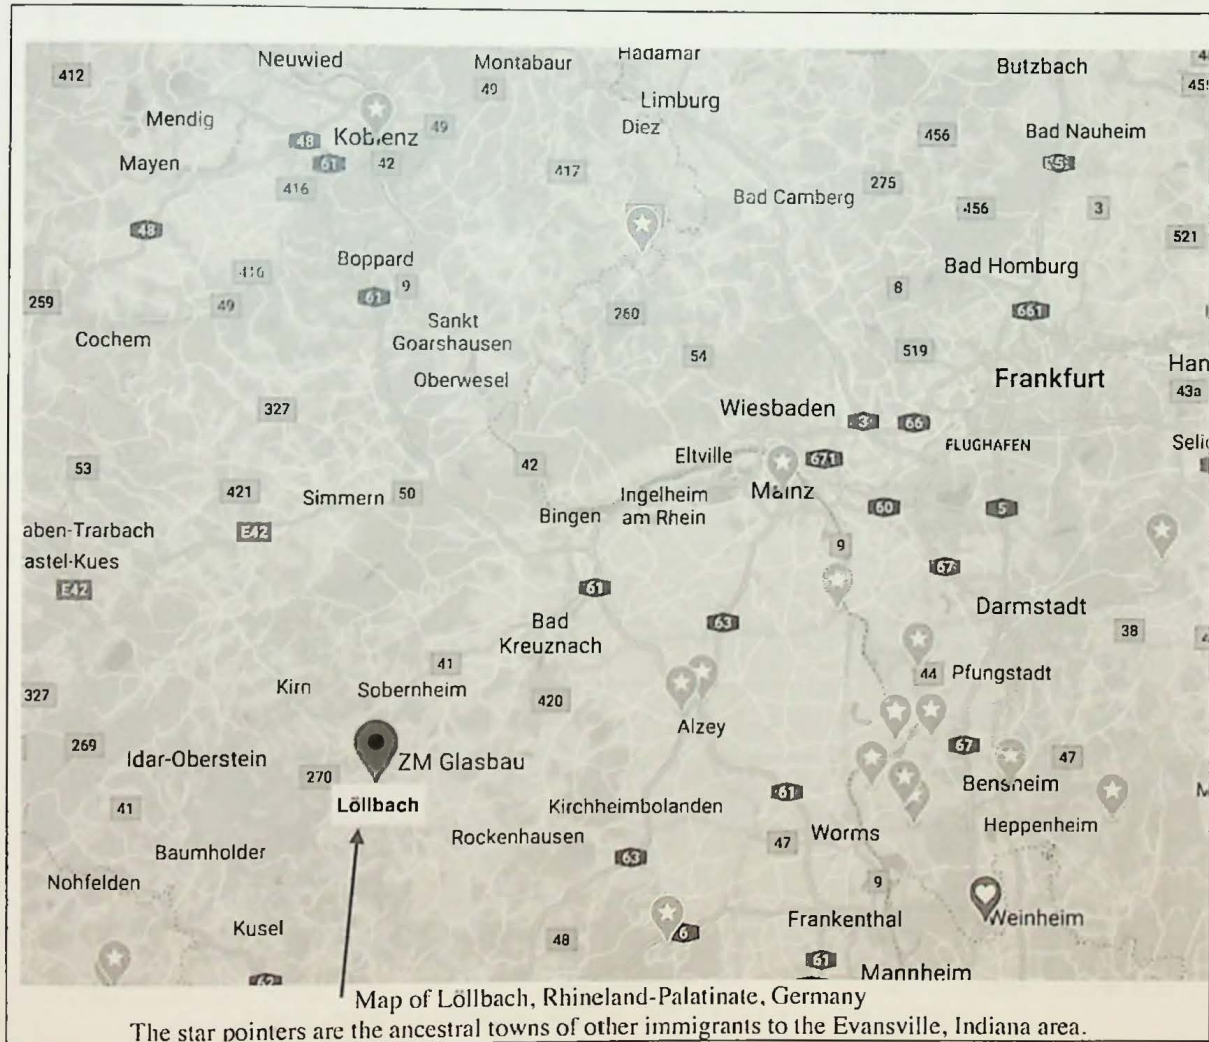 Hadamar
Neuwied
Montabaur
Butzbach
412
49
Limburg
Mendig
Diez
Koblenz
49
456
Bad Nauheim
48
Mayen
61
42
417
416
Bad Camberg
275
456
3
48
521
Boppard
Bad Homburg
416
9
259
49
61
8
260
661
Sankt
Goarshausen
Cochem
54
519
Oberwesel
Frankfurt
Han
43a
327
Wiesbaden
3
66
FLUGHAFEN
Eltville
671
53
42
421
Simmern
50
Ingelheim
am Rhein
Mainz
Bingen
60
5
aben-Trarbach
E42
astel-Kues
9
67
E42
61
Darmstadt
Bad
Kreuznach
63
38
41
Kirn
Sobernheim
420
44
Pfungstadt
327
Alzey
269
67
47
Idar-Oberstein
ZM Glasbau
270
Bensheim
Löllbach
41
61
Kirchheimbolanden
Heppenheim
Rockenhausen
47
Worms
Baumholder
63
Nohfelden
9
Weinheim
Kusel
Frankenthal
48
6
61
62
Mannheim
Map of Löllbach, Rhineland-Palatinate, Germany
The star pointers are the ancestral towns of other immigrants to the Evansville, Indiana area.